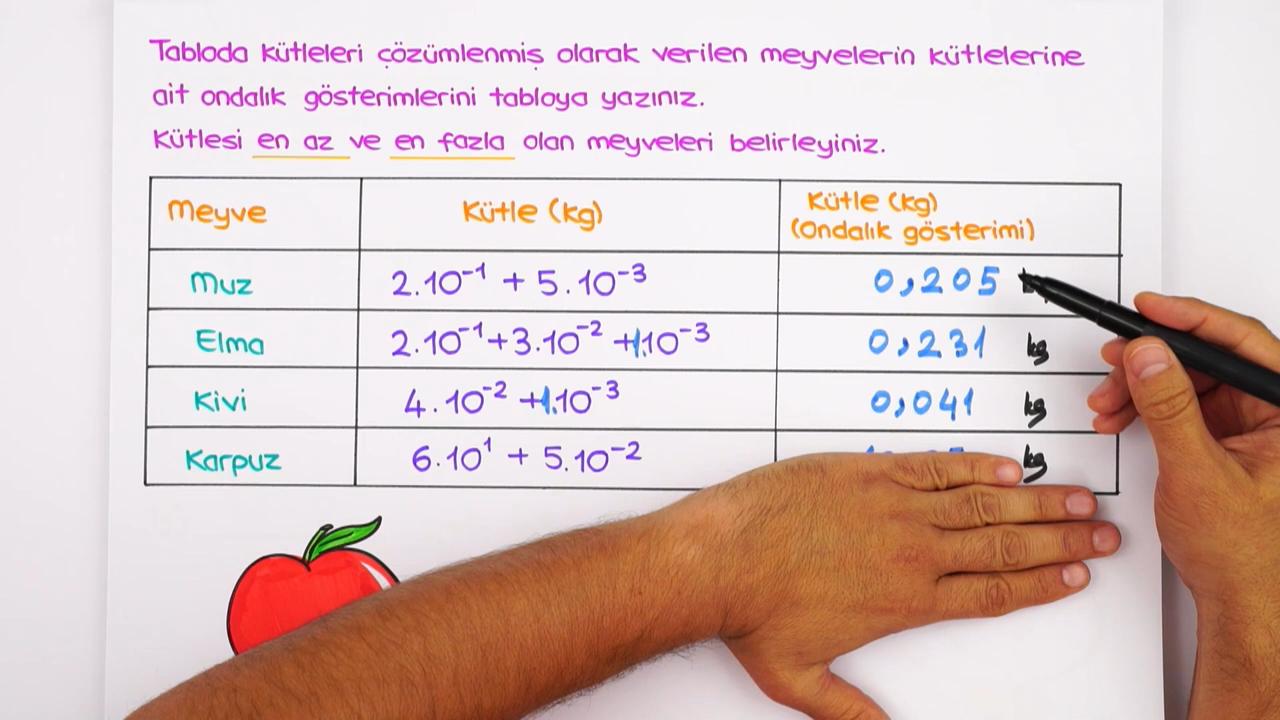 Tabloda kütleleri çözümlenmiş olarak verilen meyvelerin kütlelerine
ait ondalık gösterimlerini tabloya yazınız.
Kütlesi en az ve en fazla olan meyveleri belirleyiniz.
Meyve Kütle (kg) Kütle (kg) (Ondalık gösterimi)
Muz 2.10⁻¹ + 5.10⁻³ 0,205
Elma 2.10⁻¹+3.10⁻² +1.10⁻³ 0,231 kg
Kivi 4.10⁻² +1.10⁻³ 0,041 kg
Karpuz 6.10¹ + 5.10⁻² kg